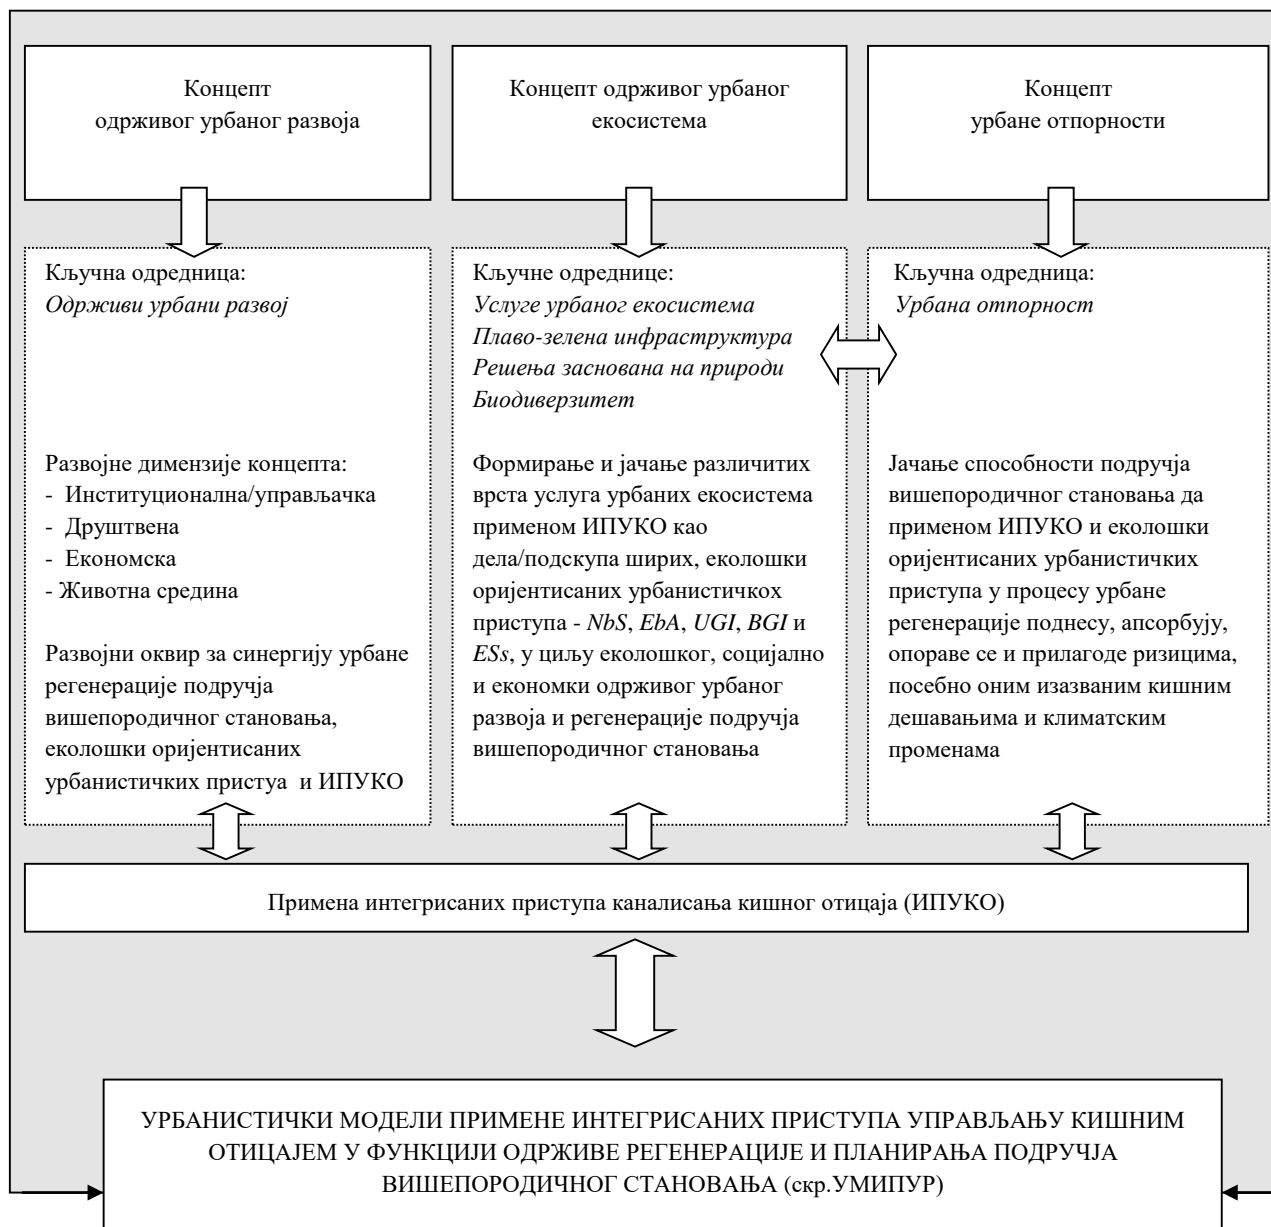 Концепт
одрживог урбаног развоја
Концепт одрживог урбаног
екосистема
Концепт
урбане отпорности
Кључна одредница:
Одрживи урбани развој
Развојне димензије концепта:
- Институционална/управљачка
- Друштвена
- Економска
- Животна средина
Развојни оквир за синергију урбане
регенерације подручја
вишепородичног становања,
еколошки оријентисаних
урбанистичких пристуа и ИПУКО
Кључне одреднице:
Услуге урбаног екосистема
Плаво-зелена инфраструктура
Решења заснована на природи
Биодиверзитет
Формирање и јачање различитих
врста услуга урбаних екосистема
применом ИПУКО као
дела/подскупа ширих, еколошки
оријентисаних урбанистичкох
приступа - NbS, EbA, UGI, BGI и
ESs, у циљу еколошког, социјално
и економки одрживог урбаног
развоја и регенерације подручја
вишепородичног становања
Кључна одредница:
Урбана отпорност
Јачање способности подручја
вишепородичног становања да
применом ИПУКО и еколошки
оријентисаних урбанистичких
приступа у процесу урбане
регенерације поднесу, апсорбују,
опораве се и прилагоде ризицима,
посебно оним изазваним кишним
дешавањима и климатским
променама
Примена интегрисаних приступа каналисања кишног отицаја (ИПУКО)
УРБАНИСТИЧКИ МОДЕЛИ ПРИМЕНЕ ИНТЕГРИСАНИХ ПРИСТУПА УПРАВЉАЊУ КИШНИМ
ОТИЦАЈЕМ У ФУНКЦИЈИ ОДРЖИВЕ РЕГЕНЕРАЦИЈЕ И ПЛАНИРАЊА ПОДРУЧЈА
ВИШЕПОРОДИЧНОГ СТАНОВАЊА (скр.УМИПУР)